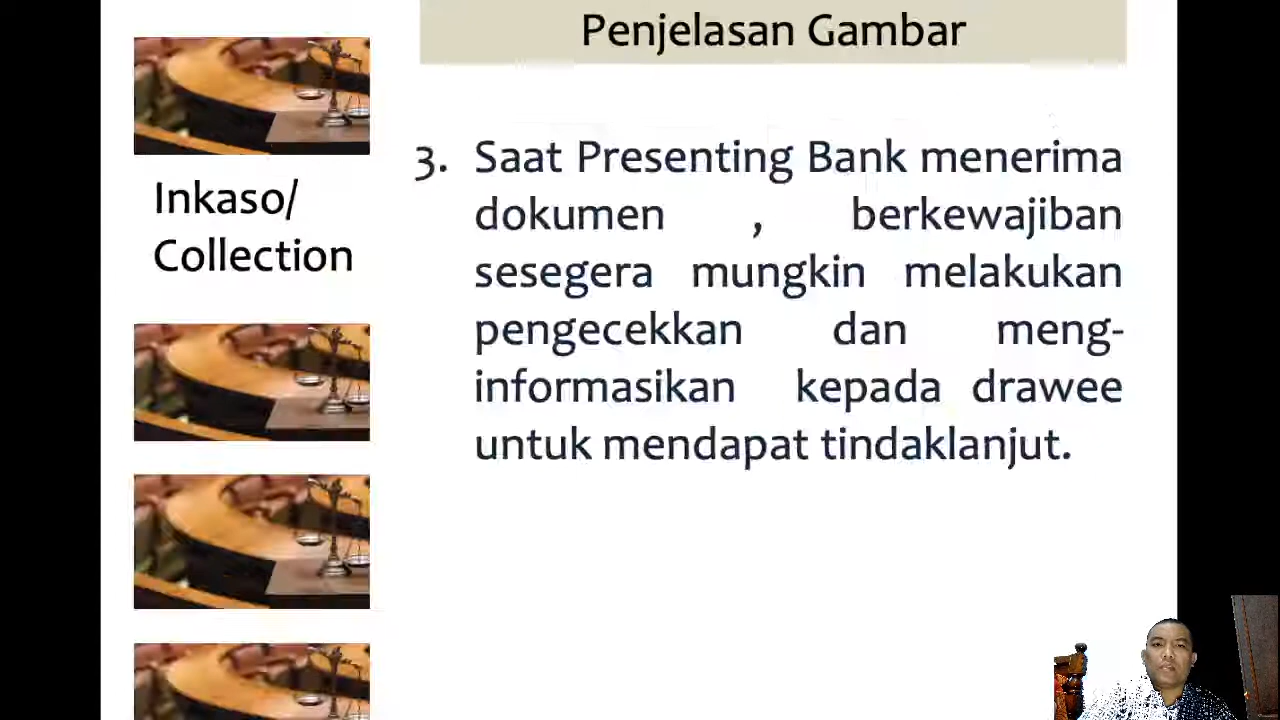 Penjelasan Gambar
Inkaso/
Collection
3. Saat Presenting Bank menerima
dokumen , berkewajiban
sesegera mungkin melakukan
pengecekkan dan meng-
informasikan kepada drawee
untuk mendapat tindaklanjut.